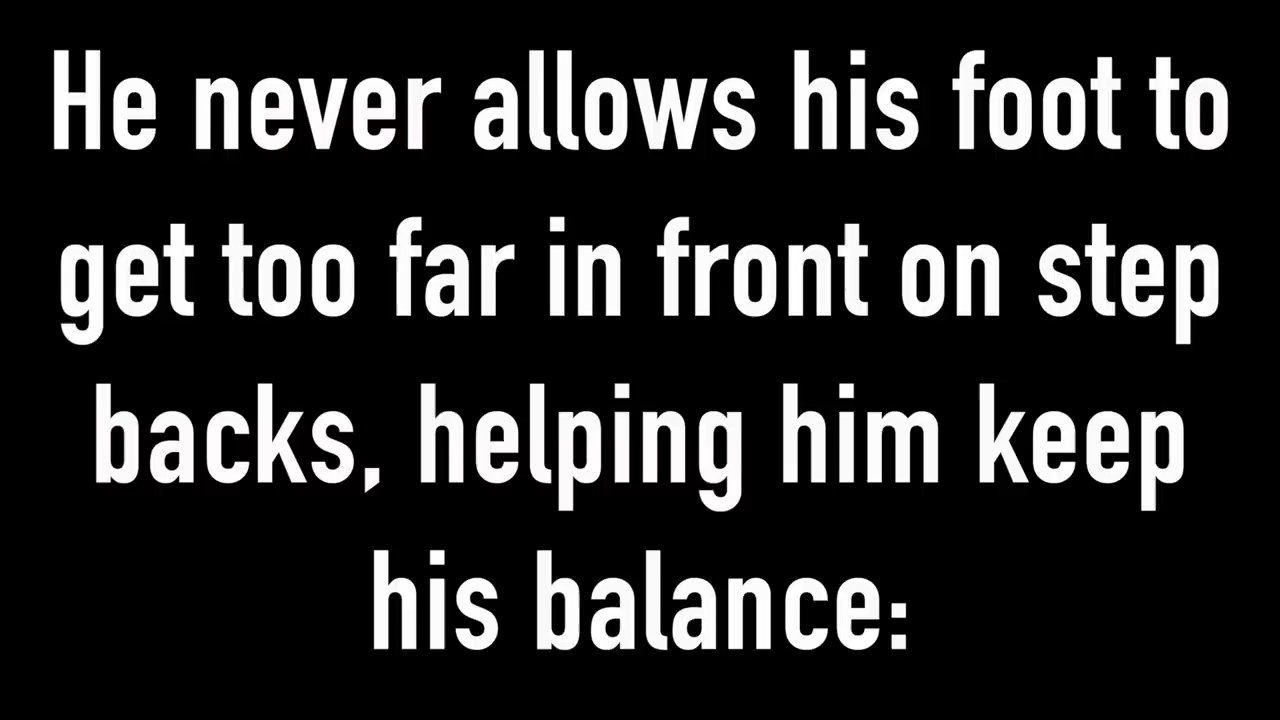 He never allows his foot to
get too far in front on step
backs, helping him keep
his balance: